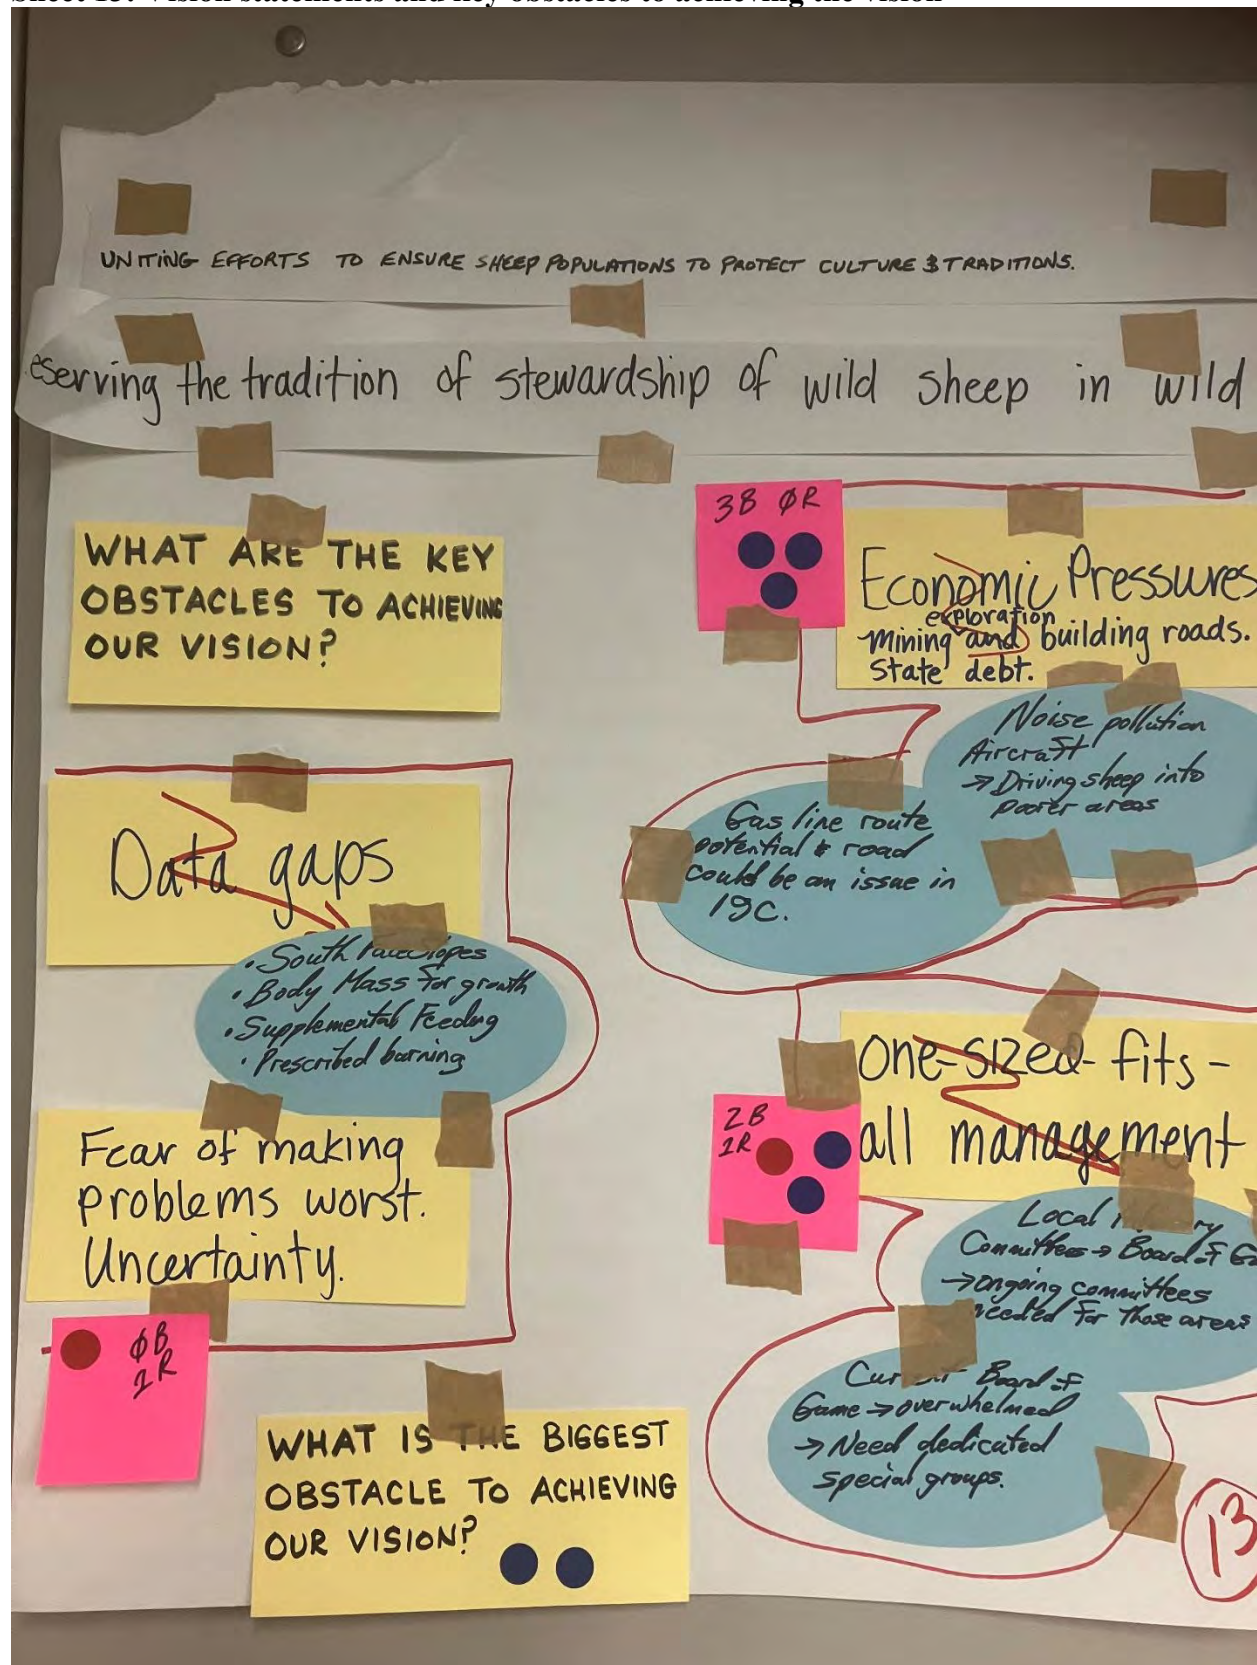 Sheet 13: Vision statements and key obstacles to achieving the vision
UNITING EFFORTS TO ENSURE SHEEP POPULATIONS TO PROTECT CULTURE & TRADITIONS.
eserving the tradition of stewardship of wild sheep in wild
WHAT ARE THE KEY
OBSTACLES TO ACHIEVING
OUR VISION?
Data gaps
• South
• Body Mass for growth
• Supplemental Feeding
• Prescribed burning
Fear of making
problems worst.
Uncertainty.
ØB
1R
WHAT IS THE BIGGEST
OBSTACLE TO ACHIEVING
OUR VISION?
3B ØR
Economic Pressures
exploration
mining and building roads.
State debt.
Noise pollution
Aircraft
→ Driving sheep into
poorer areas
Gas line route
potential & road
could be an issue in
19C.
One-sized-fits-
all management
2B
1R
Local
Committees → Board of Ga
→ ongoing committees
needed for those areas
Current Board of
Game → overwhelmed
→ Need dedicated
special groups.
13